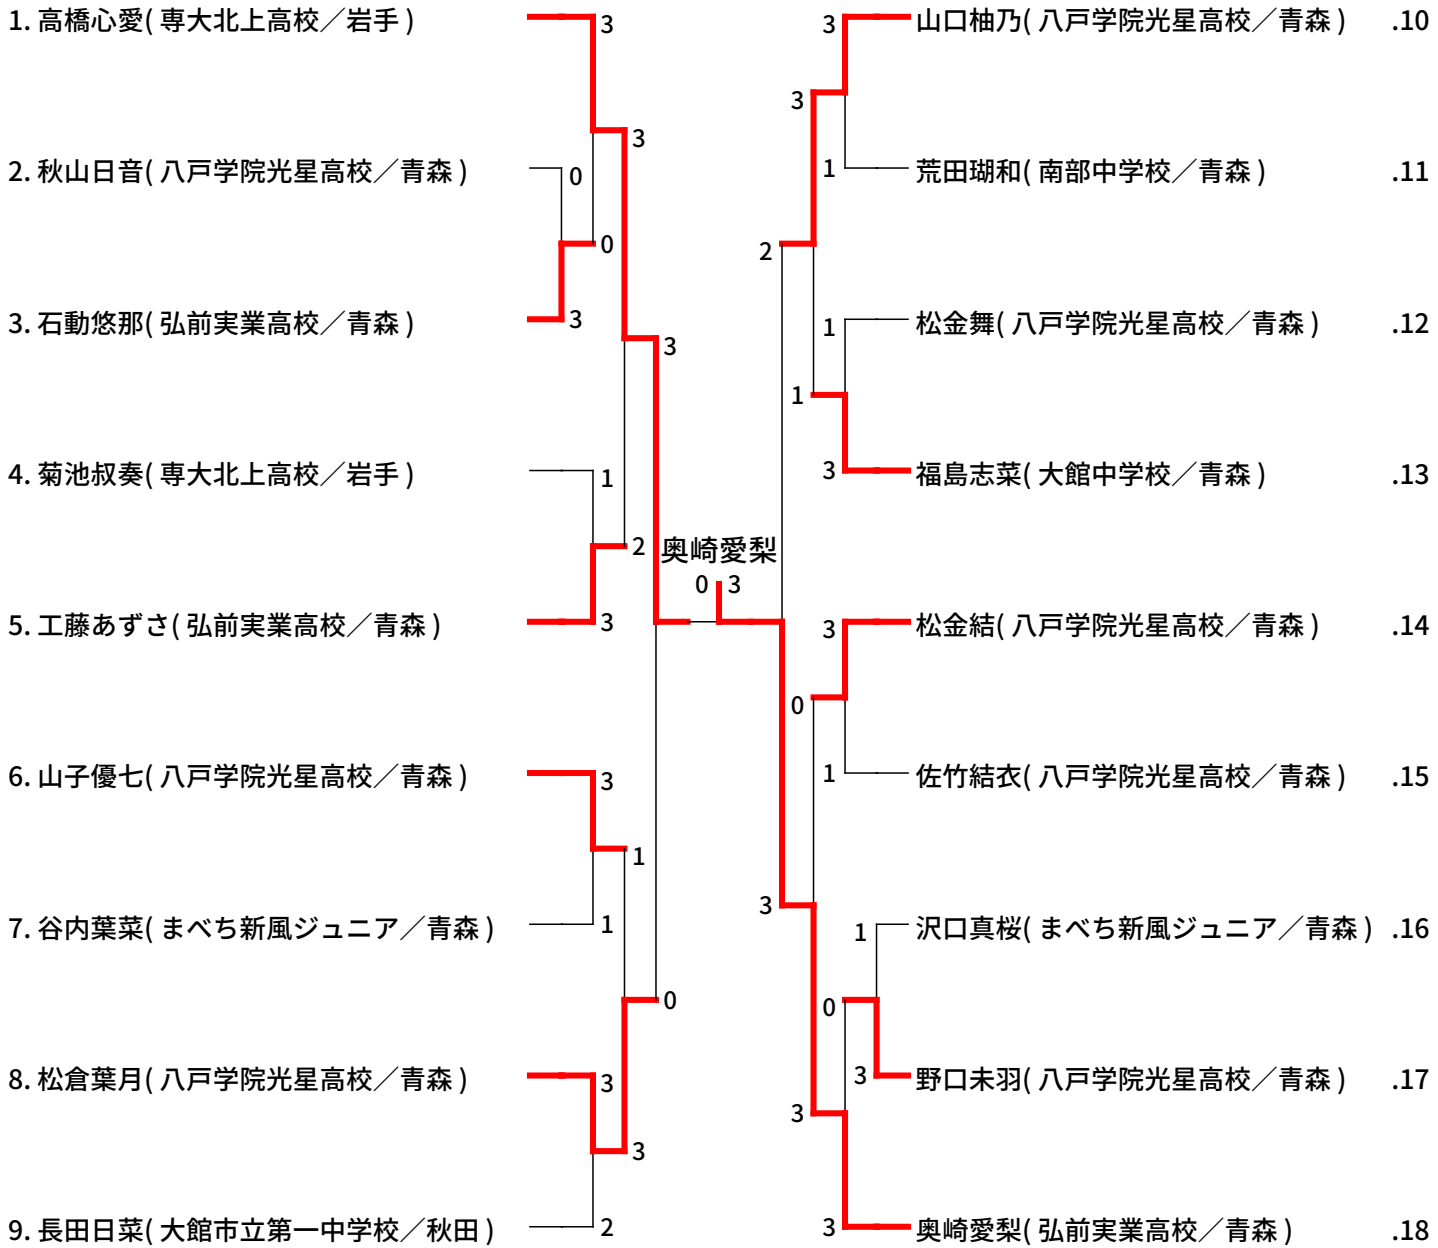 1. 高橋心愛( 専大北上高校／岩手 )
3
3
2. 秋山日音( 八戸学院光星高校／青森 )
0
0
3. 石動悠那( 弘前実業高校／青森 )
3
3
4. 菊池叔奏( 専大北上高校／岩手 )
1
2
5. 工藤あずさ( 弘前実業高校／青森 )
3
6. 山子優七( 八戸学院光星高校／青森 )
3
1
7. 谷内葉菜( まべち新風ジュニア／青森 )
1
0
8. 松倉葉月( 八戸学院光星高校／青森 )
3
3
9. 長田日菜( 大館市立第一中学校／秋田 )
2
奥崎愛梨
0 3
3
山口柚乃( 八戸学院光星高校／青森 ) .10
3
1
荒田瑚和( 南部中学校／青森 ) .11
2
1
松金舞( 八戸学院光星高校／青森 ) .12
1
3
福島志菜( 大館中学校／青森 ) .13
3
松金結( 八戸学院光星高校／青森 ) .14
0
1
佐竹結衣( 八戸学院光星高校／青森 ) .15
3
1
沢口真桜( まべち新風ジュニア／青森 ) .16
0
3
野口未羽( 八戸学院光星高校／青森 ) .17
3
3
奥崎愛梨( 弘前実業高校／青森 ) .18